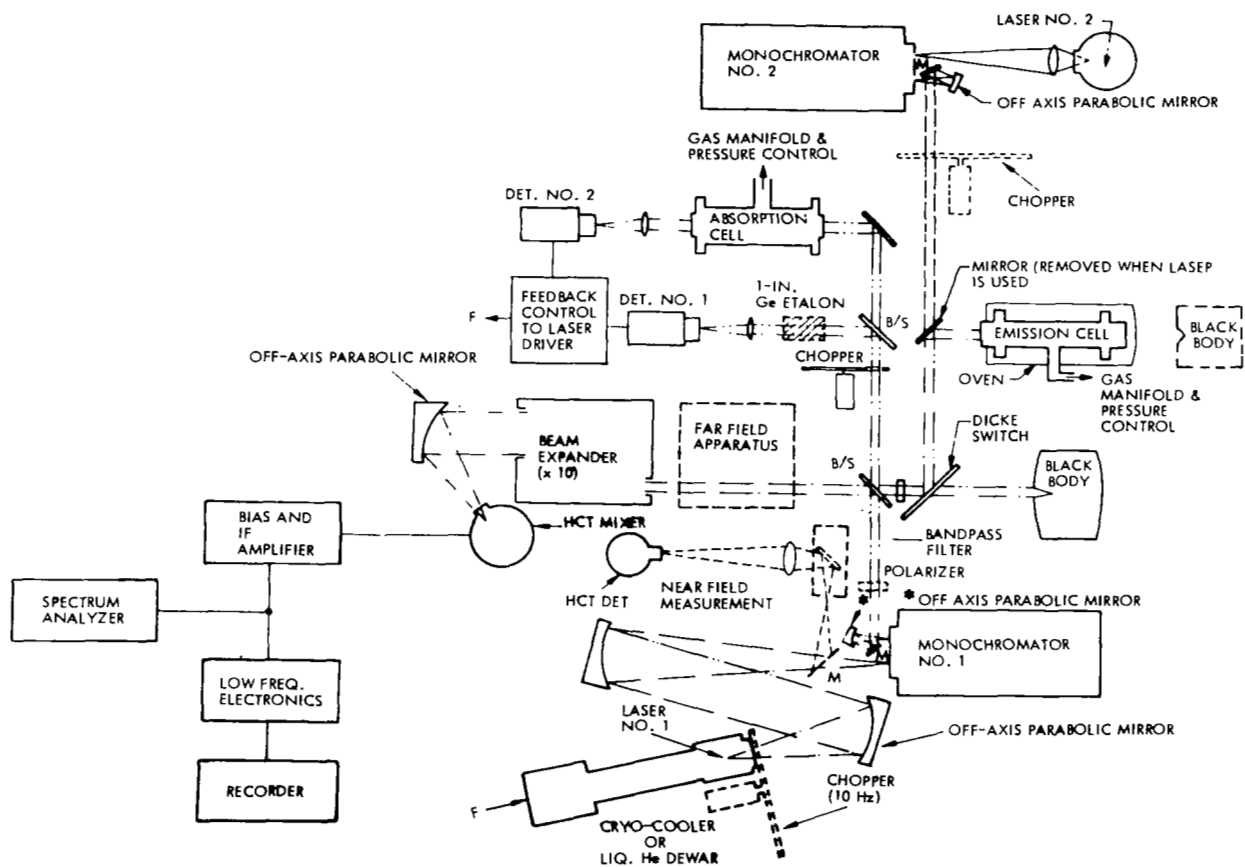 LASER NO. 2
MONOCHROMATOR
NO. 2
M
OFF AXIS PARABOLIC MIRROR
GAS MANIFOLD &
PRESSURE CONTROL
CHOPPER
DET. NO. 2
ABSORPTION
CELL
MIRROR (REMOVED WHEN LASEP
IS USED
1-IN.
Ge ETALON
B/S
FEEDBACK
CONTROL
TO LASER
DRIVER
F
DET. NO. 1
EMISSION CELL
BLACK
BODY
OVEN
GAS
MANIFOLD &
PRESSURE
CONTROL
OFF-AXIS PARABOLIC MIRROR
CHOPPER
DICKE
SWITCH
BEAM
EXPANDER
(x 10)
FAR FIELD
APPARATUS
B/S
BLACK
BODY
BIAS AND
IF
AMPLIFIER
HCT MIXER
BANDPASS
FILTER
POLARIZER
HCT DET
NEAR FIELD
MEASUREMENT
* * OFF AXIS PARABOLIC MIRROR
SPECTRUM
ANALYZER
MONOCHROMATOR
NO. 1
M
M
LOW FREQ.
ELECTRONICS
LASER
NO. 1
OFF-AXIS PARABOLIC MIRROR
RECORDER
CHOPPER
(10 Hz)
F
CRYO-COOLER
OR
LIQ. He DEWAR